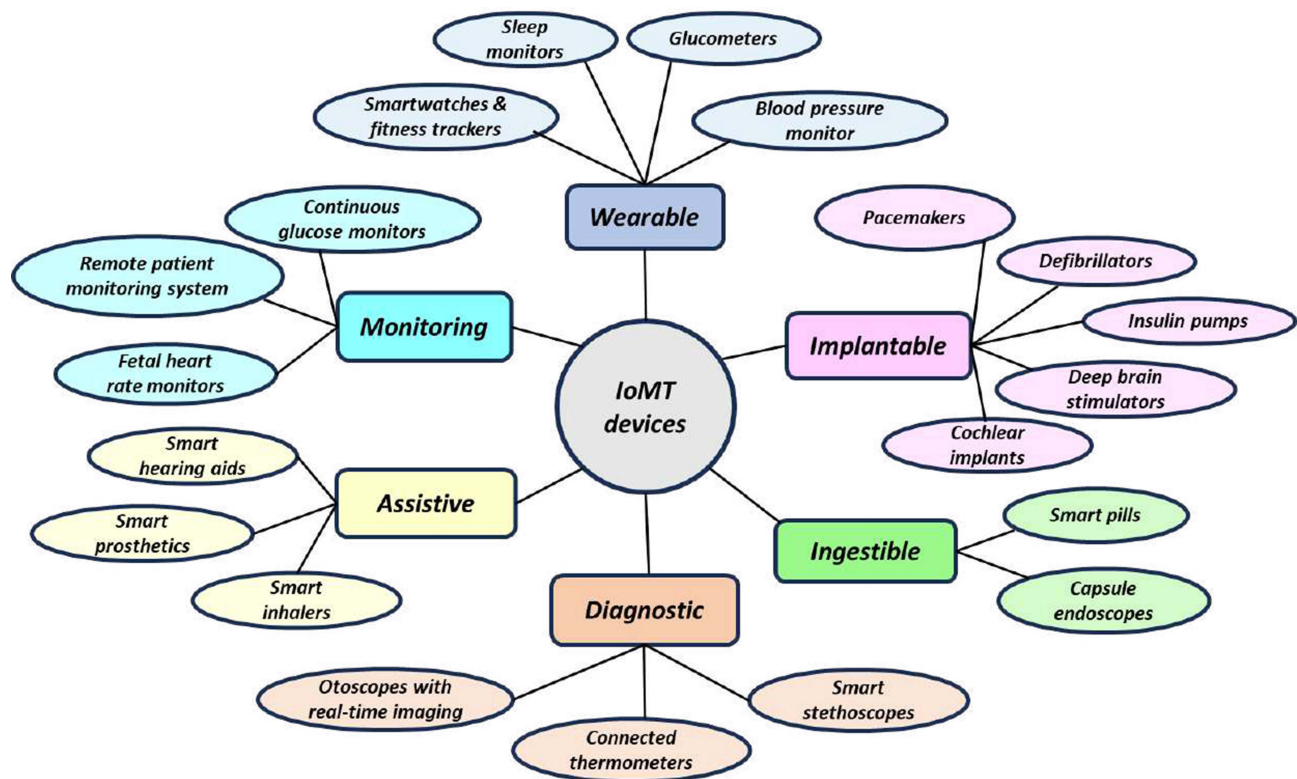 Sleep
monitors
Glucometers
Smartwatches &
fitness trackers
Blood pressure
monitor
Wearable
Continuous
glucose monitors
Remote patient
monitoring system
Fetal heart
rate monitors
Monitoring
Pacemakers
Defibrillators
Insulin pumps
Deep brain
stimulators
Cochlear
implants
Implantable
IoMT
devices
Smart
hearing aids
Smart
prosthetics
Smart
inhalers
Assistive
Ingestible
Smart pills
Capsule
endoscopes
Diagnostic
Otoscopes with
real-time imaging
Connected
thermometers
Smart
stethoscopes